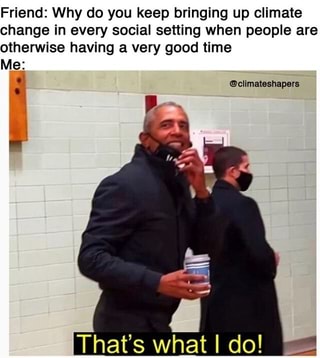 Friend: Why do you keep bringing up climate
change in every social setting when people are
otherwise having a very good time
Me:
@climateshapers
That's what I do!